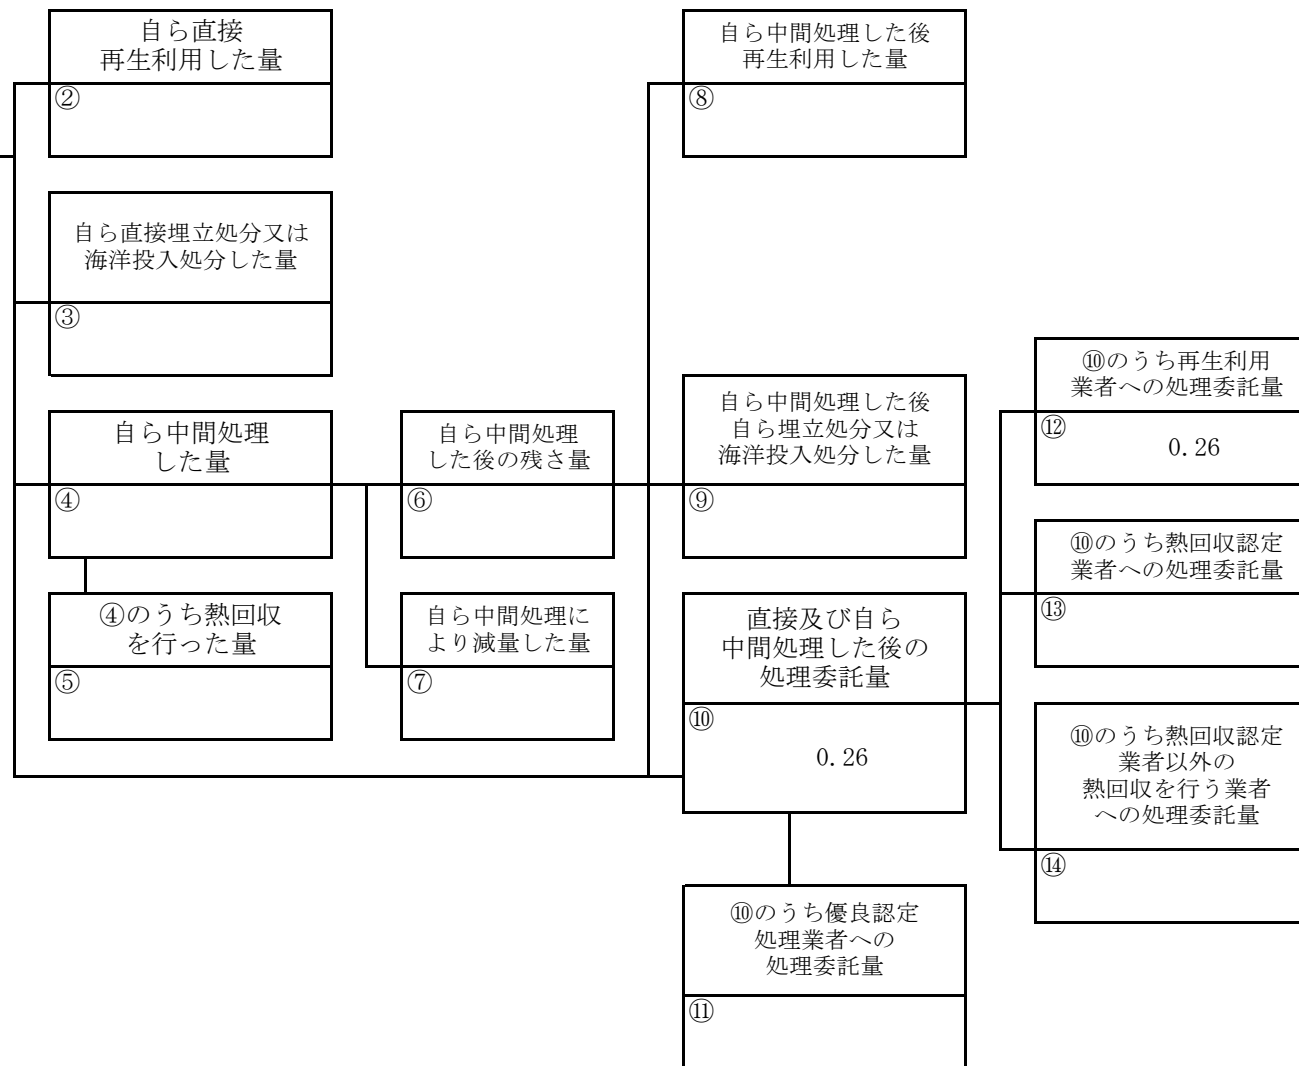 自ら直接
再生利用した量
②
自ら中間処理した後
再生利用した量
⑧
自ら直接埋立処分又は
海洋投入処分した量
③
自ら中間処理
した量
④
自ら中間処理
した後の残さ量
⑥
自ら中間処理した後
自ら埋立処分又は
海洋投入処分した量
⑨
⑩のうち再生利用
業者への処理委託量
⑫
0.26
⑩のうち熱回収認定
業者への処理委託量
⑬
④のうち熱回収
を行った量
⑤
自ら中間処理に
より減量した量
⑦
直接及び自ら
中間処理した後の
処理委託量
⑩
0.26
⑩のうち熱回収認定
業者以外の
熱回収を行う業者
への処理委託量
⑭
⑩のうち優良認定
処理業者への
処理委託量
⑪